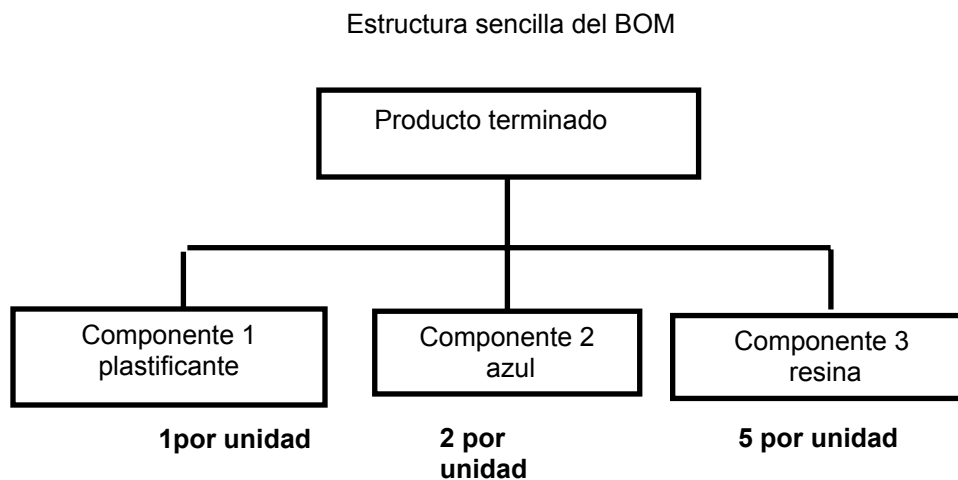 Estructura sencilla del BOM
Producto terminado
Componente 1
plastificante
Componente 2
azul
Componente 3
resina
1por unidad
2 por
unidad
5 por unidad